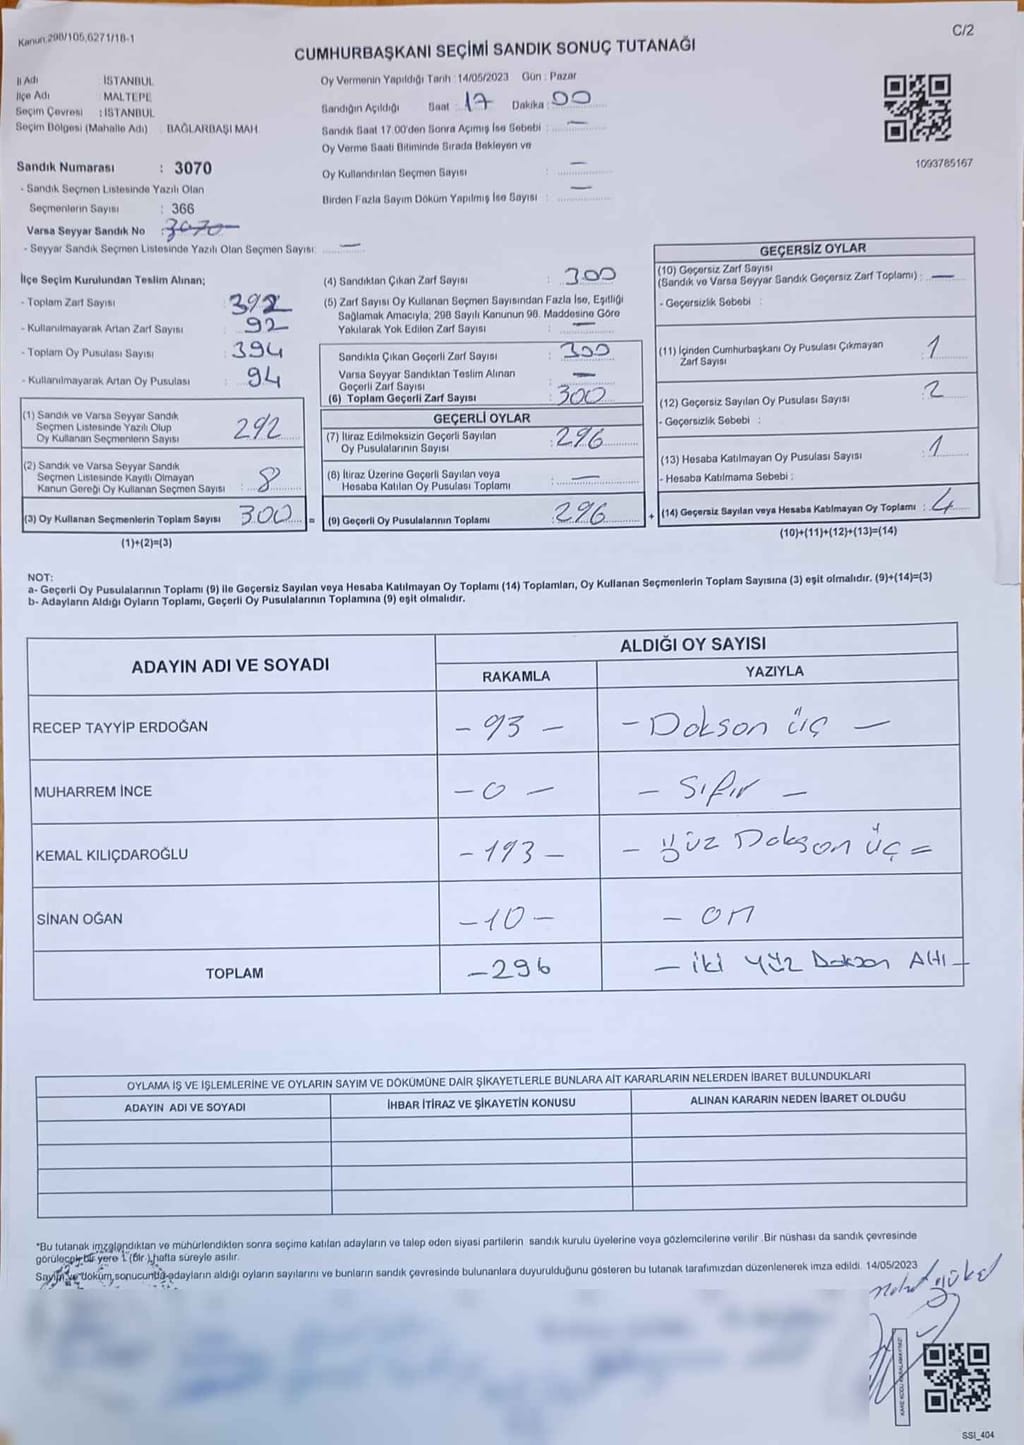 Kanun 298/105,6271/18-1
C/2
CUMHURBAŞKANI SEÇİMİ SANDIK SONUÇ TUTANAĞI
İl Adı İSTANBUL
İlçe Adı MALTEPE
Seçim Çevresi : İSTANBUL
Seçim Bölgesi (Mahalle Adı) BAĞLARBAŞI MAH.
Oy Vermenin Yapıldığı Tarih :14/05/2023 Gün : Pazar
Sandığın Açıldığı Saat : 17 Dakika : 00
Sandık Saat 17.00'den Sonra Açımış İse Sebebi : —
Oy Verme Saati Bitiminde Sırada Bekleyen ve
Oy Kullandırılan Seçmen Sayısı : —
Birden Fazla Sayım Döküm Yapılmış İse Sayısı : —
1093785167
Sandık Numarası : 3070
- Sandık Seçmen Listesinde Yazılı Olan
Seçmenlerin Sayısı : 366
Varsa Seyyar Sandık No : 3070
- Seyyar Sandık Seçmen Listesinde Yazılı Olan Seçmen Sayısı: —
İlçe Seçim Kurulundan Teslim Alınan;
- Toplam Zarf Sayısı 392
- Kullanılmayarak Artan Zarf Sayısı 92
- Toplam Oy Pusulası Sayısı : 394
- Kullanılmayarak Artan Oy Pusulası : 94
(1) Sandık ve Varsa Seyyar Sandık
Seçmen Listesinde Yazılı Olup
Oy Kullanan Seçmenlerin Sayısı 292
(2) Sandık ve Varsa Seyyar Sandık
Seçmen Listesinde Kayıtlı Olmayan
Kanun Gereği Oy Kullanan Seçmen Sayısı : 8
(3) Oy Kullanan Seçmenlerin Toplam Sayısı 300 =
(1)+(2)=(3)
(4) Sandıktan Çıkan Zarf Sayısı : 300
(5) Zarf Sayısı Oy Kullanan Seçmen Sayısından Fazla İse, Eşitliği
Sağlamak Amacıyla; 298 Sayılı Kanunun 98. Maddesine Göre
Yakılarak Yok Edilen Zarf Sayısı : —
Sandıkta Çıkan Geçerli Zarf Sayısı : 300
Varsa Seyyar Sandıktan Teslim Alınan
Geçerli Zarf Sayısı : —
(6) Toplam Geçerli Zarf Sayısı : 300
GEÇERLİ OYLAR
(7) İtiraz Edilmeksizin Geçerli Sayılan
Oy Pusulalarının Sayısı : 296
(8) İtiraz Üzerine Geçerli Sayılan veya
Hesaba Katılan Oy Pusulası Toplamı : —
(9) Geçerli Oy Pusulalarının Toplamı : 296 +
GEÇERSİZ OYLAR
(10) Geçersiz Zarf Sayısı
(Sandık ve Varsa Seyyar Sandık Geçersiz Zarf Toplamı) : —
- Geçersizlik Sebebi :
(11) İçinden Cumhurbaşkanı Oy Pusulası Çıkmayan
Zarf Sayısı : 1
(12) Geçersiz Sayılan Oy Pusulası Sayısı : 2
- Geçersizlik Sebebi :
(13) Hesaba Katılmayan Oy Pusulası Sayısı : 1
- Hesaba Katılmama Sebebi :
(14) Geçersiz Sayılan veya Hesaba Katılmayan Oy Toplamı : 4
(10)+(11)+(12)+(13)=(14)
NOT:
a- Geçerli Oy Pusulalarının Toplamı (9) ile Geçersiz Sayılan veya Hesaba Katılmayan Oy Toplamı (14) Toplamları, Oy Kullanan Seçmenlerin Toplam Sayısına (3) eşit olmalıdır. (9)+(14)=(3)
b- Adayların Aldığı Oyların Toplamı, Geçerli Oy Pusulalarının Toplamına (9) eşit olmalıdır.
ADAYIN ADI VE SOYADI
ALDIĞI OY SAYISI
RAKAMLA YAZIYLA
RECEP TAYYİP ERDOĞAN - 93 - - Dokson üç -
MUHARREM İNCE - 0 - - Sıfır -
KEMAL KILIÇDAROĞLU - 193 - - Yüz Dokson üç =
SİNAN OĞAN - 10 - - on
TOPLAM - 296 - iki yüz Dokson Altı -
OYLAMA İŞ VE İŞLEMLERİNE VE OYLARIN SAYIM VE DÖKÜMÜNE DAİR ŞİKAYETLERLE BUNLARA AİT KARARLARIN NELERDEN İBARET BULUNDUKLARI
ADAYIN ADI VE SOYADI İHBAR İTİRAZ VE ŞİKAYETİN KONUSU ALINAN KARARIN NEDEN İBARET OLDUĞU
*Bu tutanak imzalandıktan ve mühürlendikten sonra seçime katılan adayların ve talep eden siyasi partilerin sandık kurulu üyelerine veya gözlemcilerine verilir .Bir nüshası da sandık çevresinde
görülecek bir yere 1 (Bir ) hafta süreyle asılır.
Sayım ve döküm sonucunda adayların aldığı oyların sayılarını ve bunların sandık çevresinde bulunanlara duyurulduğunu gösteren bu tutanak tarafımızdan düzenlenerek imza edildi. 14/05/2023
SSI_404